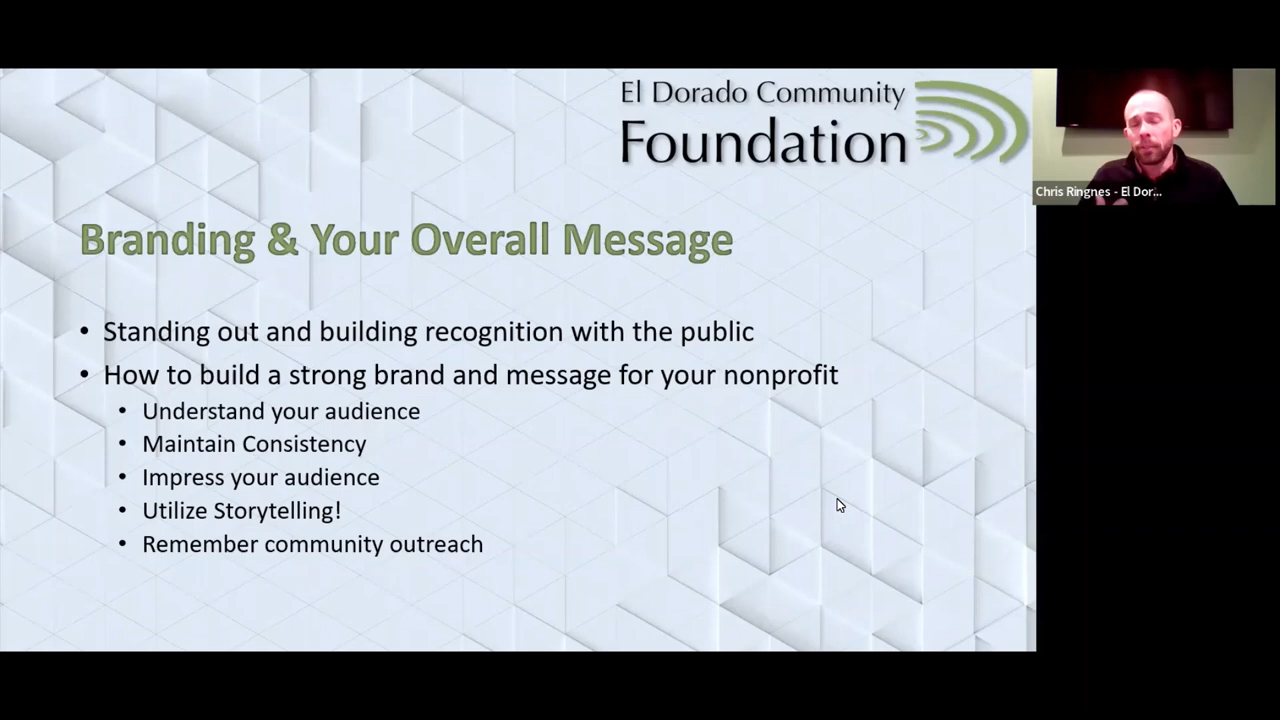 El Dorado Community
Foundation
Chris Ringnes - El Dor...
Branding & Your Overall Message
• Standing out and building recognition with the public
• How to build a strong brand and message for your nonprofit
• Understand your audience
• Maintain Consistency
• Impress your audience
• Utilize Storytelling!
• Remember community outreach